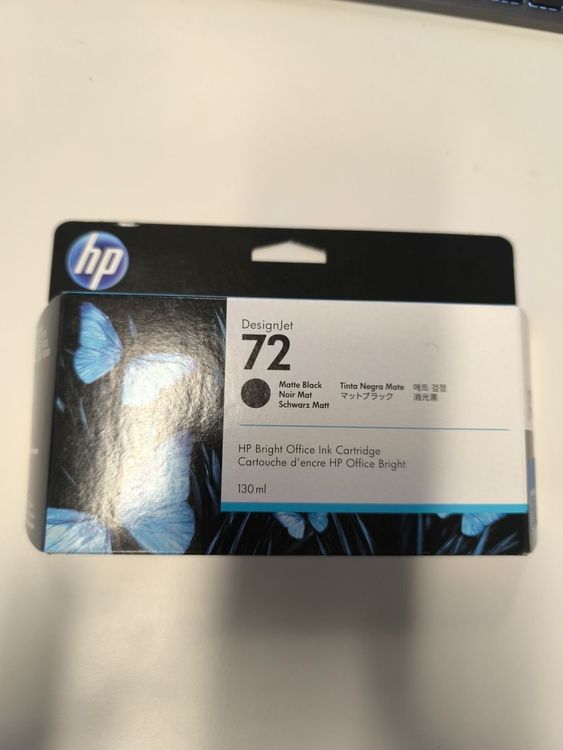 hp
DesignJet
72
Matte Black
Noir Mat
Schwarz Matt
Tinta Negra Mate
マットブラック
매트 검정
消光黑
HP Bright Office Ink Cartridge
Cartouche d'encre HP Office Bright
130 ml